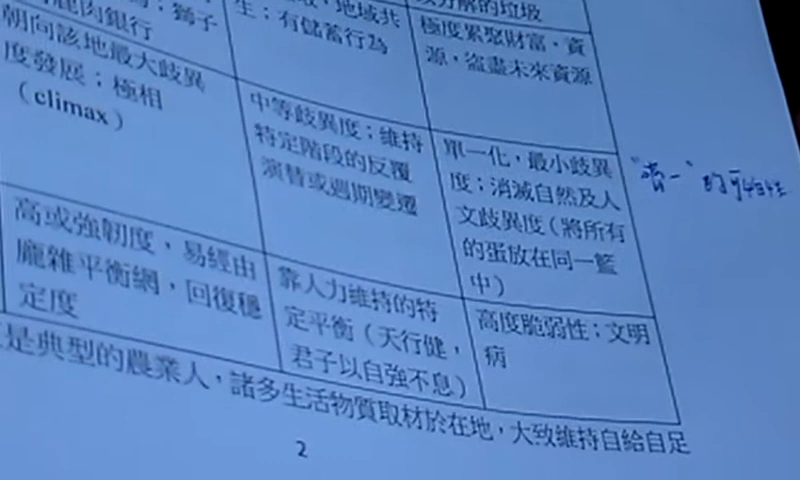 鹿肉銀行
朝向該地最大歧異
度發展；極相
（climax）
生；有儲蓄行為
極度累聚財富，資
源，盜盡未來資源
中等歧異度；維持
特定階段的反覆
演替或週期變遷
單一化，最小歧異
度；消滅自然及人
文歧異度（將所有
的蛋放在同一籃
中）
高或強韌度，易經由
龐雜平衡網，回復穩
定度
靠人力維持的特
定平衡（天行健，
君子以自強不息）
高度脆弱性；文明
病
是典型的農業人，諸多生活物質取材於在地，大致維持自給自足
2